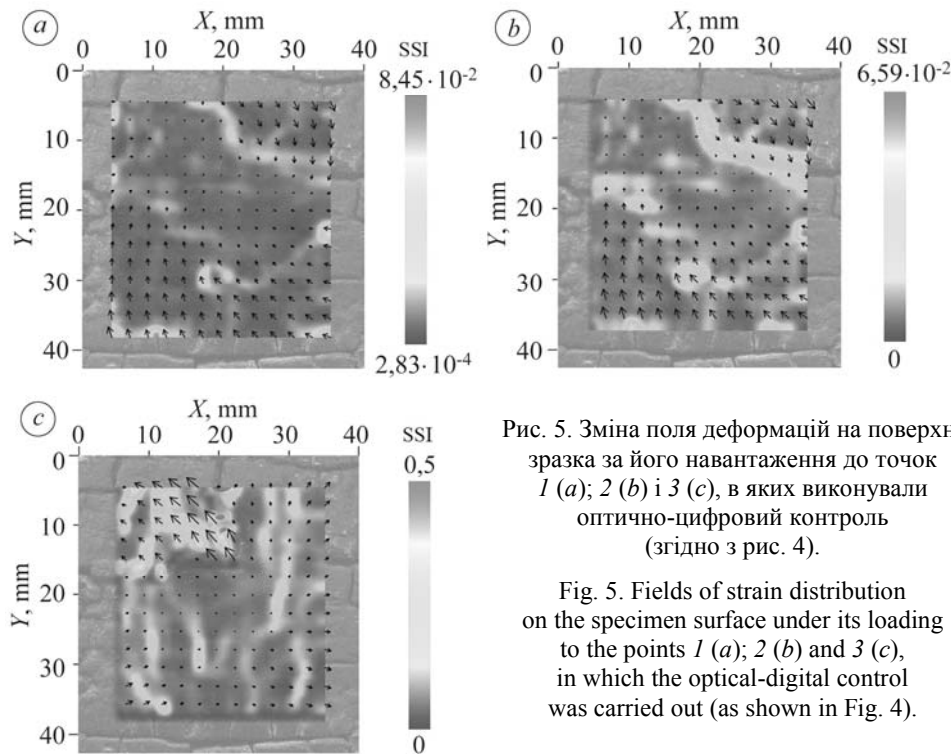 a
X, mm
0 10 20 30 40
SSI
8,45·10⁻²
0
10
20
30
40
Y, mm
2,83·10⁻⁴
b
X, mm
0 10 20 30 40
SSI
6,59·10⁻²
0
10
20
30
40
Y, mm
0
c
X, mm
0 10 20 30 40
SSI
0,5
0
10
20
30
40
Y, mm
0
Рис. 5. Зміна поля деформацій на поверхн
зразка за його навантаження до точок
1 (a); 2 (b) і 3 (c), в яких виконували
оптично-цифровий контроль
(згідно з рис. 4).
Fig. 5. Fields of strain distribution
on the specimen surface under its loading
to the points 1 (a); 2 (b) and 3 (c),
in which the optical-digital control
was carried out (as shown in Fig. 4).